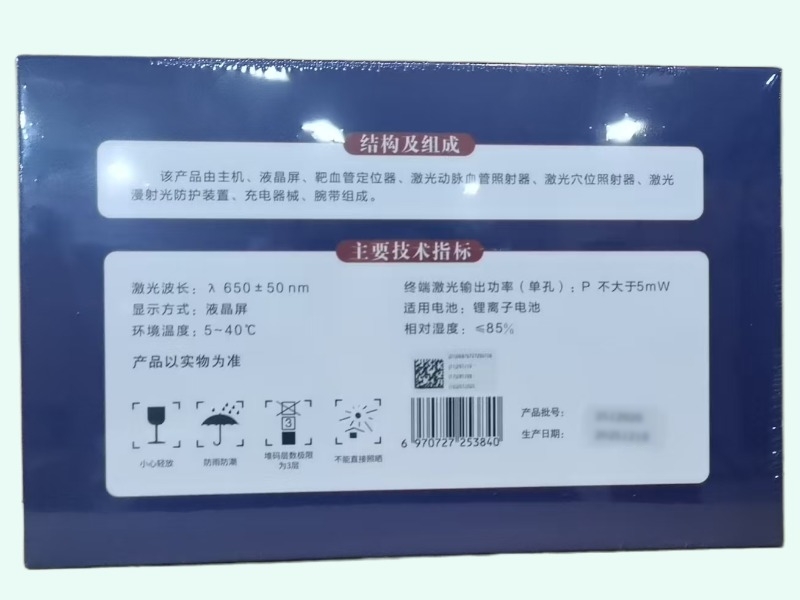 结构及组成
该产品由主机、液晶屏、靶血管定位器、激光动脉血管照射器、激光穴位照射器、激光
漫射光防护装置、充电器械、腕带组成。
主要技术指标
激光波长：λ 650±50nm
终端激光输出功率（单孔）：P 不大于5mW
显示方式：液晶屏
适用电池：锂离子电池
环境温度：5~40℃
相对湿度：≤85%
产品以实物为准
3
小心轻放
防雨防潮
堆码层数极限
为3层
不能直接照晒
6 970727 253840
产品批号：
生产日期：